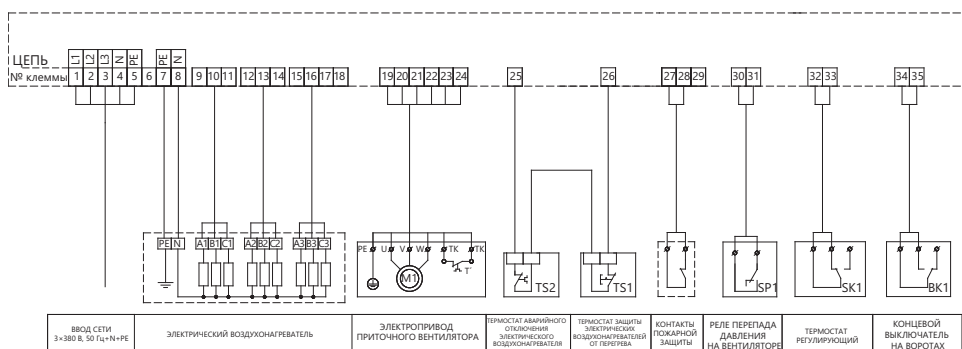 ЦЕПЬ L1 L2 L3 N PE PE N
№ клеммы 1 2 3 4 5 6 7 8 9 10 11 12 13 14 15 16 17 18 19 20 21 22 23 24 25 26 27 28 29 30 31 32 33 34 35
PE N A1 B1 C1 A2 B2 C2 A3 B3 C3
PE U V W TK TK
M1 T°
TS2 TS1 SP1 SK1 BK1
ВВОД СЕТИ
3×380 В, 50 Гц+N+PE
ЭЛЕКТРИЧЕСКИЙ ВОЗДУХОНАГРЕВАТЕЛЬ
ЭЛЕКТРОПРИВОД
ПРИТОЧНОГО ВЕНТИЛЯТОРА
ТЕРМОСТАТ АВАРИЙНОГО
ОТКЛЮЧЕНИЯ
ЭЛЕКТРИЧЕСКОГО
ВОЗДУХОНАГРЕВАТЕЛЯ
ТЕРМОСТАТ ЗАЩИТЫ
ЭЛЕКТРИЧЕСКИХ
ВОЗДУХОНАГРЕВАТЕЛЕЙ
ОТ ПЕРЕГРЕВА
КОНТАКТЫ
ПОЖАРНОЙ
ЗАЩИТЫ
РЕЛЕ ПЕРЕПАДА
ДАВЛЕНИЯ
НА ВЕНТИЛЯТОРЕ
ТЕРМОСТАТ
РЕГУЛИРУЮЩИЙ
КОНЦЕВОЙ
ВЫКЛЮЧАТЕЛЬ
НА ВОРОТАХ